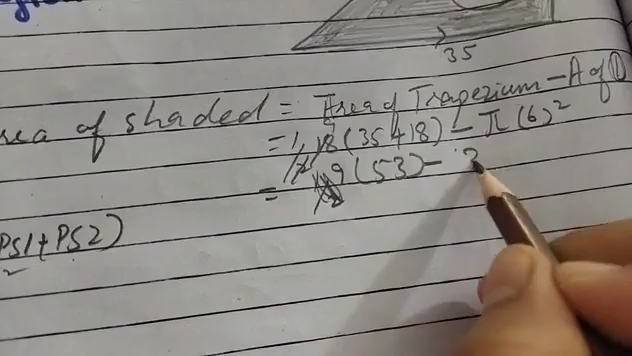 35
rea of shaded = Area of Trapezium - A of
= 1/2 18 (35+18) - π(6)²
= 9(53) -
(PS1+PS2)